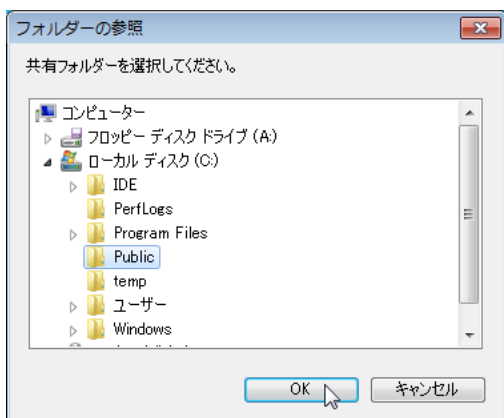 フォルダーの参照
共有フォルダーを選択してください。
コンピューター
フロッピー ディスク ドライブ (A:)
ローカル ディスク (C:)
IDE
PerfLogs
Program Files
Public
temp
ユーザー
Windows
OK
キャンセル